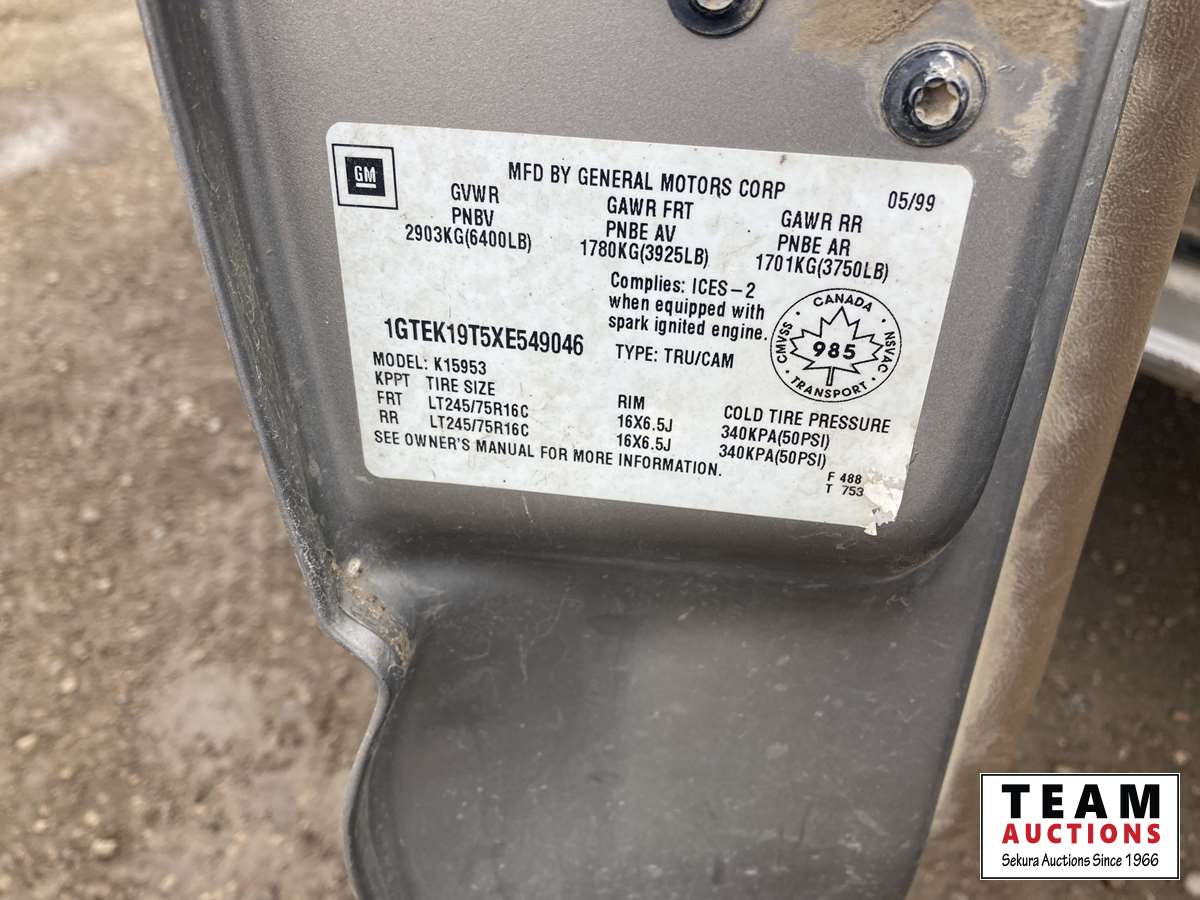 GM
MFD BY GENERAL MOTORS CORP 05/99
GVWR GAWR FRT GAWR RR
PNBV PNBE AV PNBE AR
2903KG(6400LB) 1780KG(3925LB) 1701KG(3750LB)
Complies: ICES-2
when equipped with
spark ignited engine.
1GTEK19T5XE549046
TYPE: TRU/CAM
CANADA
CMVSS
985
NSVAC
TRANSPORT
MODEL: K15953
KPPT TIRE SIZE RIM COLD TIRE PRESSURE
FRT LT245/75R16C 16X6.5J 340KPA(50PSI)
RR LT245/75R16C 16X6.5J 340KPA(50PSI)
SEE OWNER'S MANUAL FOR MORE INFORMATION.
F 488
T 753
TEAM
AUCTIONS
Sekura Auctions Since 1966